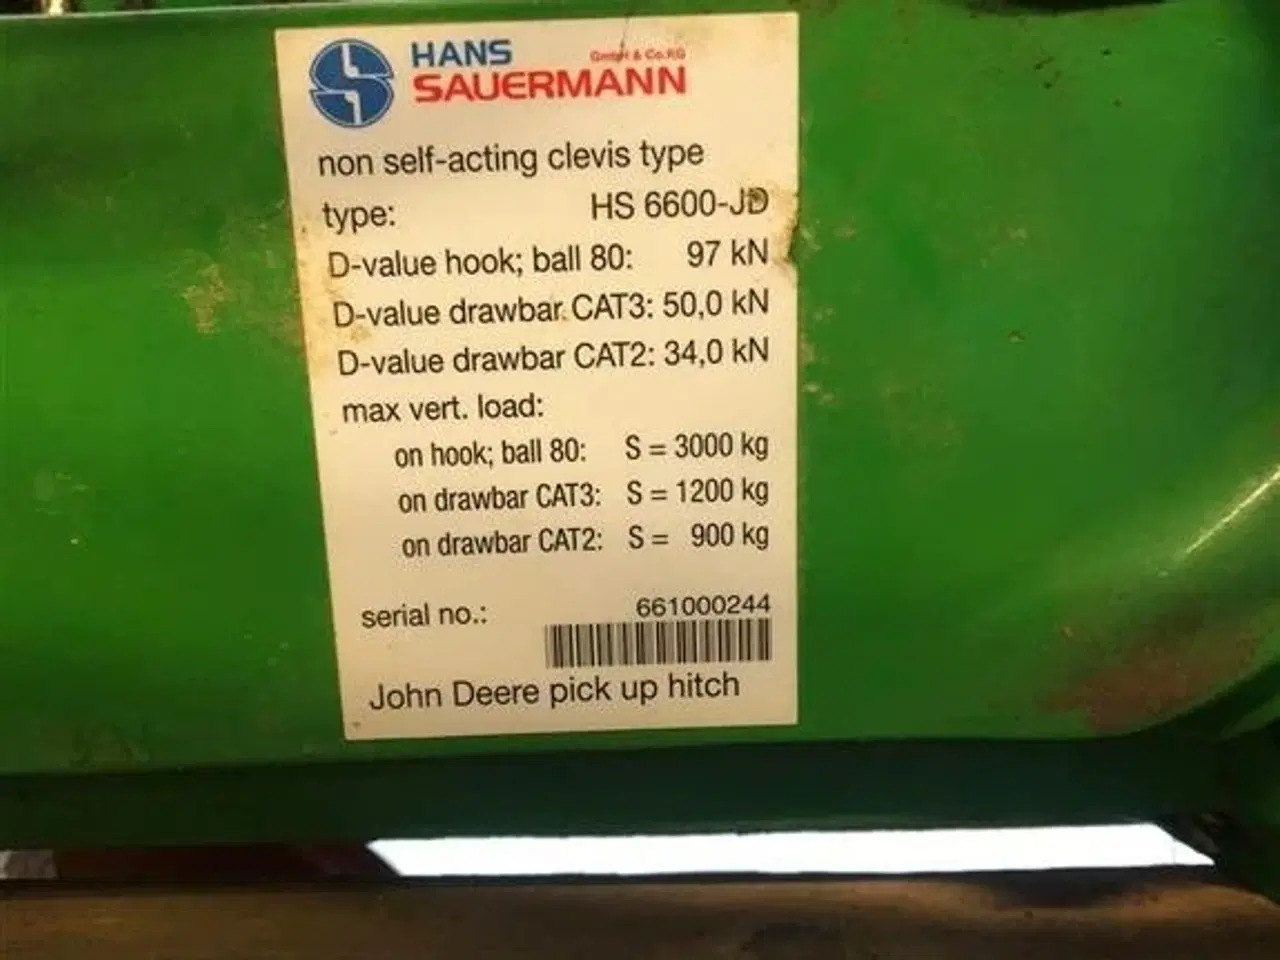 HANS
GmbH & Co.KG
SAUERMANN
non self-acting clevis type
type: HS 6600-JD
D-value hook; ball 80: 97 kN
D-value drawbar CAT3: 50,0 kN
D-value drawbar CAT2: 34,0 kN
max vert. load:
on hook; ball 80: S = 3000 kg
on drawbar CAT3: S = 1200 kg
on drawbar CAT2: S = 900 kg
serial no.: 661000244
John Deere pick up hitch